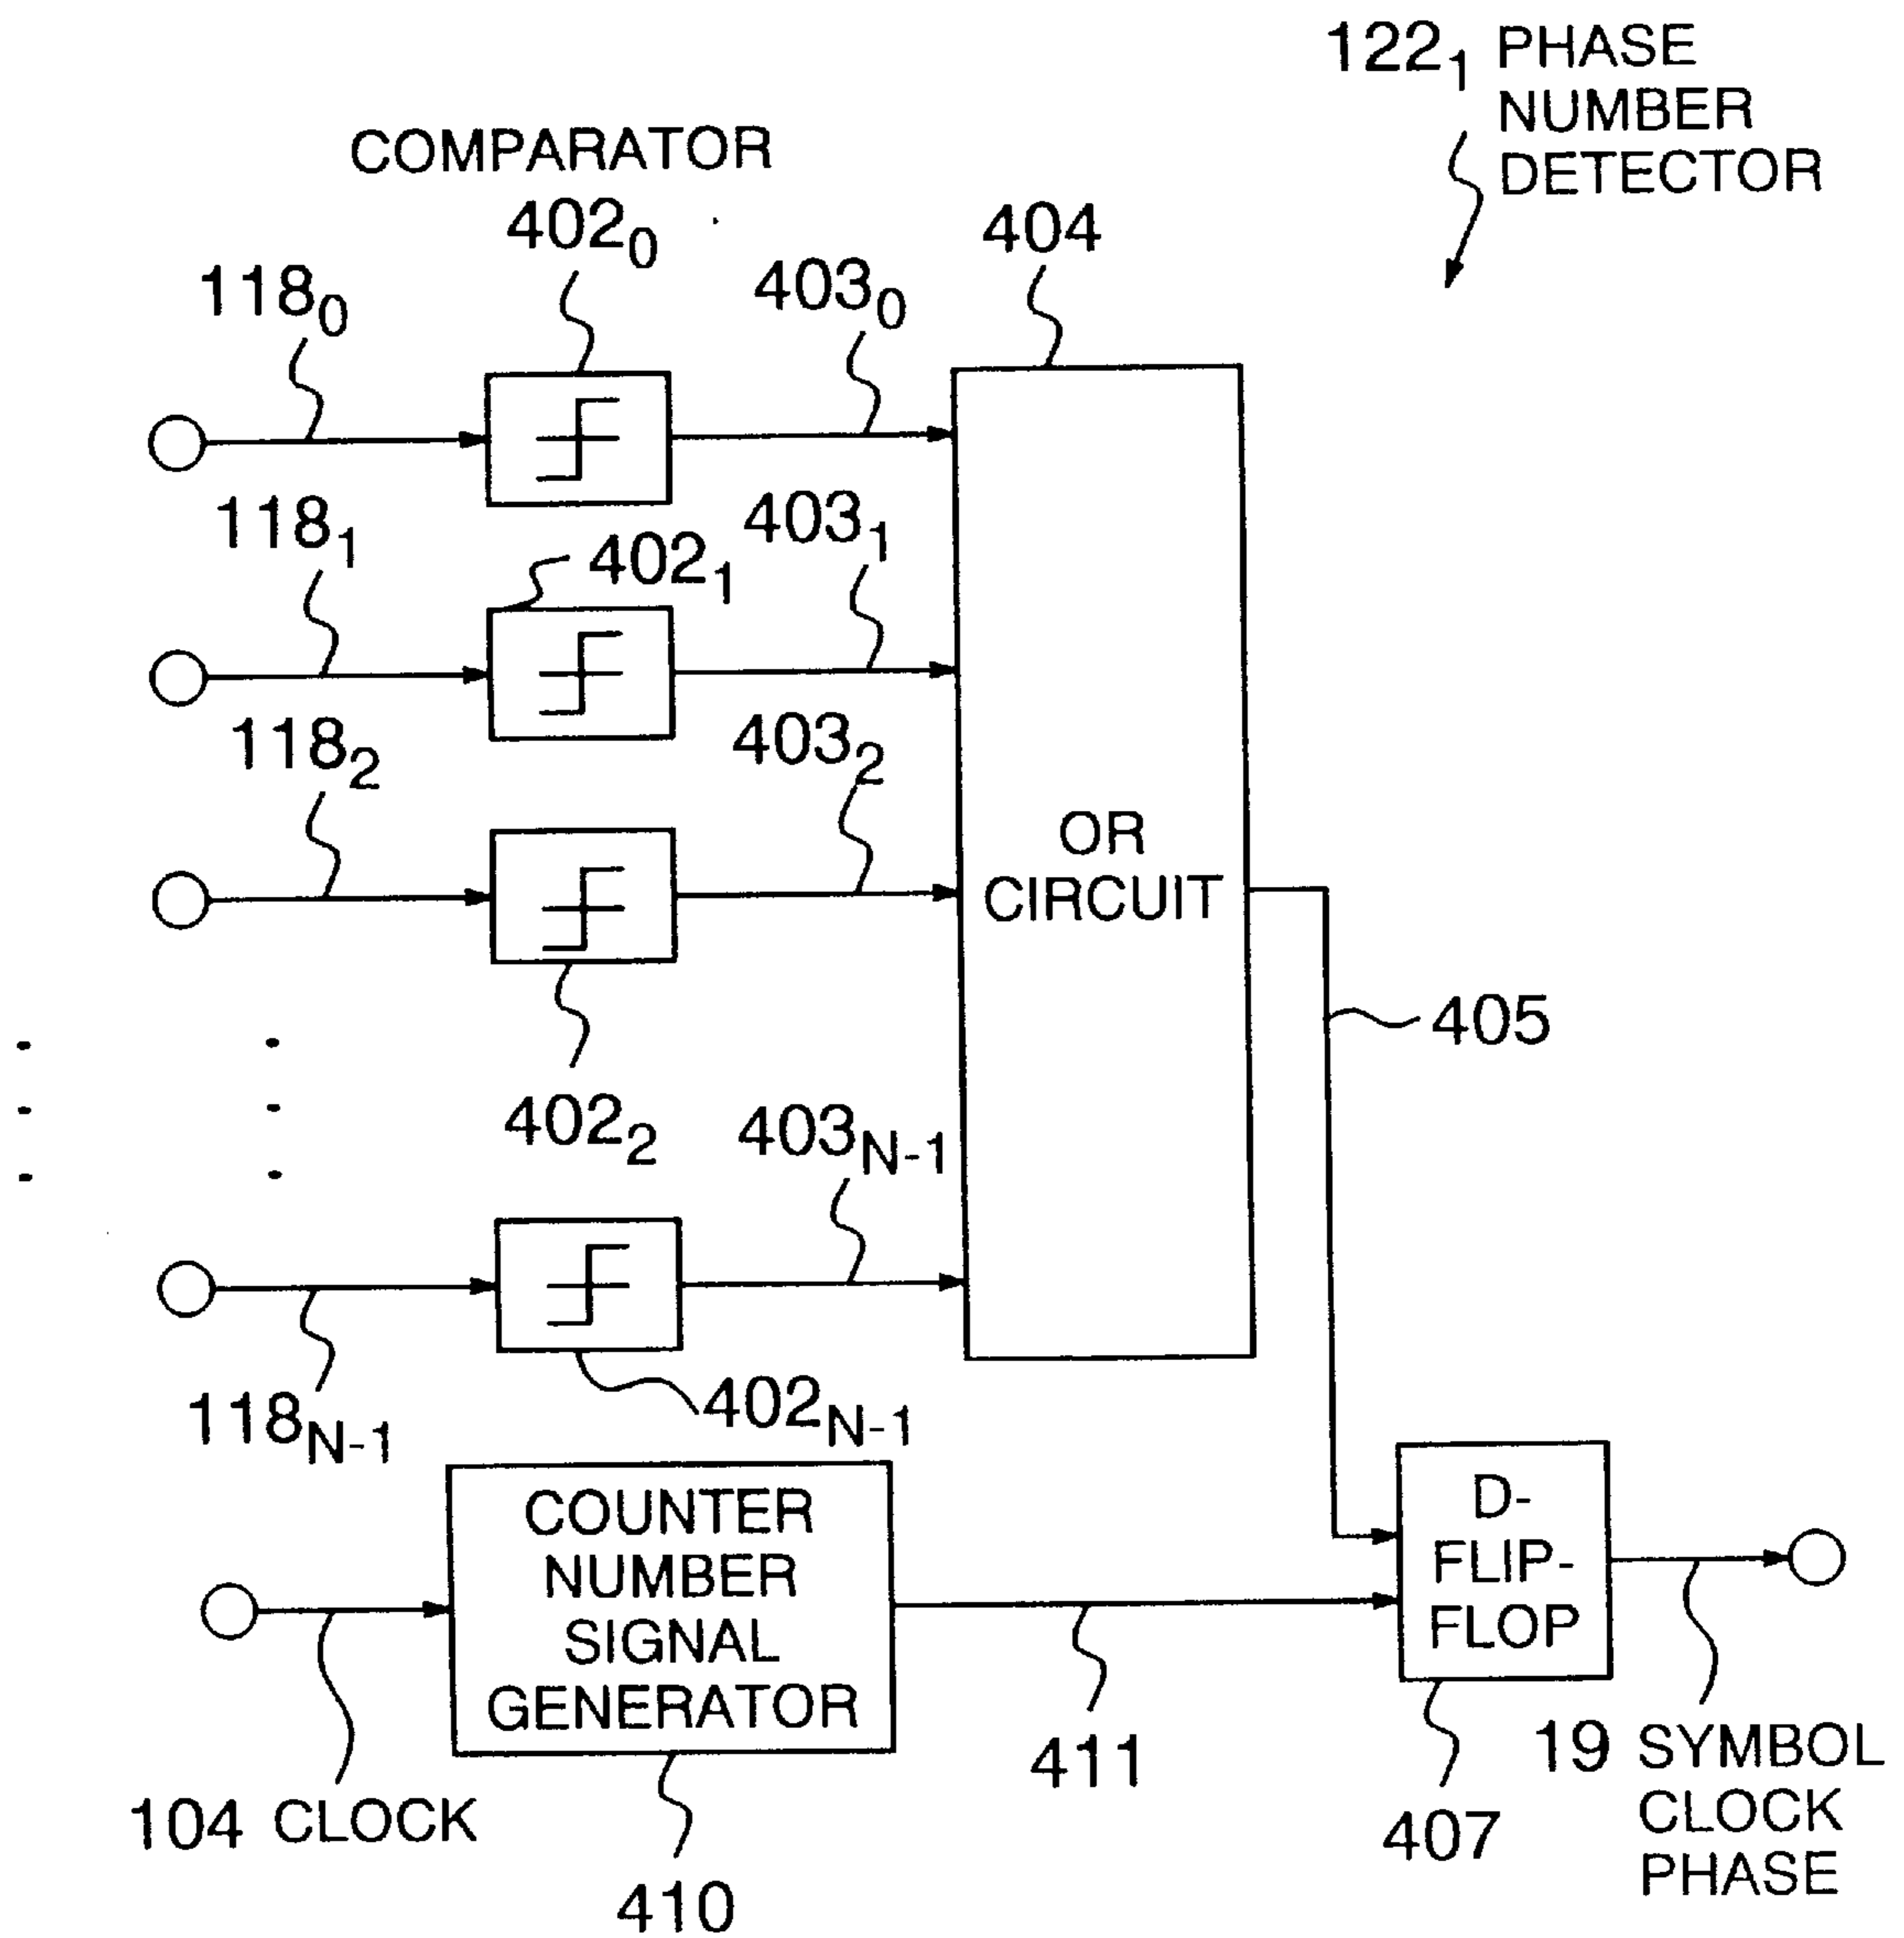 122₁ PHASE
NUMBER
DETECTOR
COMPARATOR
402₀
404
118₀
403₀
118₁
402₁
403₁
118₂
403₂
OR
CIRCUIT
405
402₂
403N-1
118N-1
402N-1
COUNTER
NUMBER
SIGNAL
GENERATOR
D-
FLIP-
FLOP
104 CLOCK
410
411
407
19 SYMBOL
CLOCK
PHASE